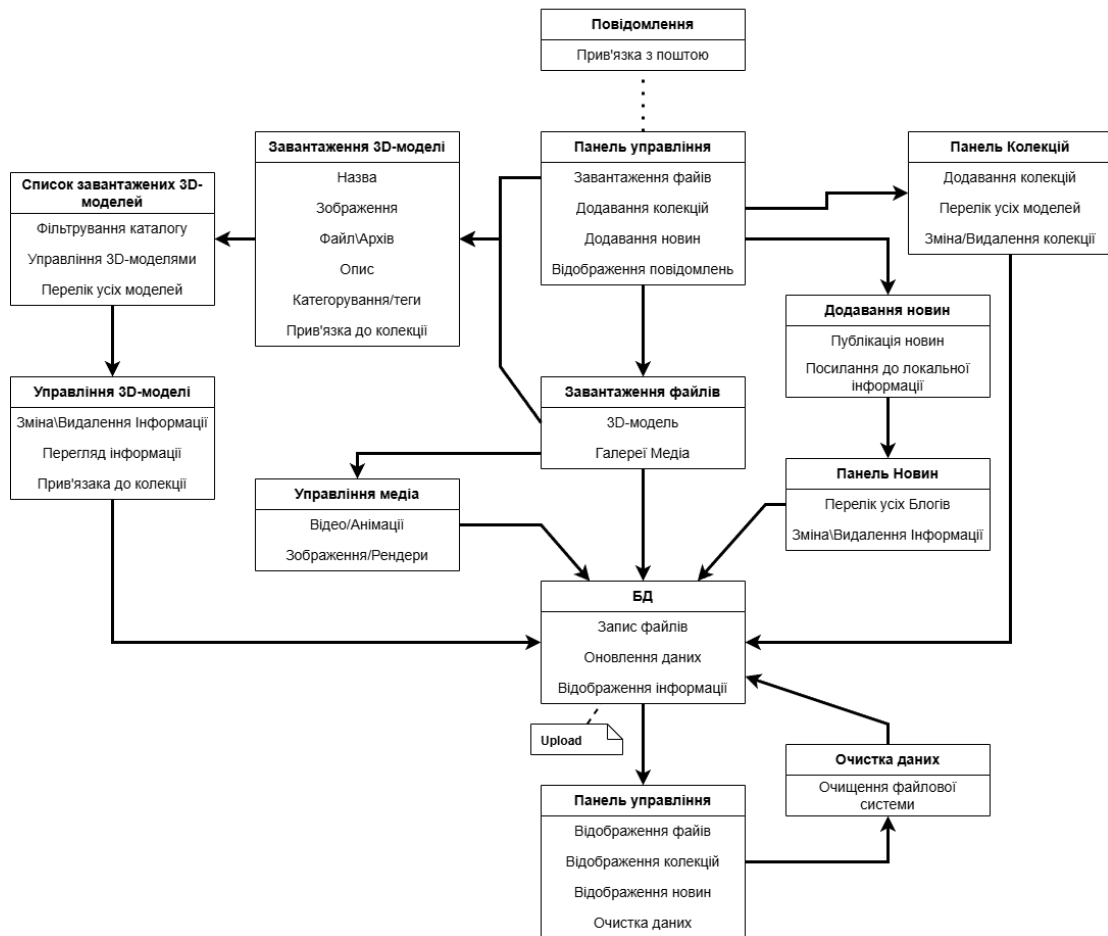 Повідомлення
Прив'язка з поштою
Панель управління
Завантаження файів
Додавання колекцій
Додавання новин
Відображення повідомлень
Завантаження 3D-моделі
Назва
Зображення
Файл\Архів
Опис
Категорування/теги
Прив'язка до колекції
Список завантажених 3D-
моделей
Фільтрування каталогу
Управління 3D-моделями
Перелік усіх моделей
Панель Колекцій
Додавання колекцій
Перелік усіх моделей
Зміна/Видалення колекції
Додавання новин
Публікація новин
Посилання до локальної
інформації
Управління 3D-моделі
Зміна\Видалення Інформації
Перегляд інформації
Прив'язака до колекції
Завантаження файлів
3D-модель
Галереї Медіа
Управління медіа
Відео/Анімації
Зображення/Рендери
Панель Новин
Перелік усіх Блогів
Зміна\Видалення Інформації
БД
Запис файлів
Оновлення даних
Відображення інформації
Upload
Очистка даних
Очищення файлової
системи
Панель управління
Відображення файів
Відображення колекцій
Відображення новин
Очистка даних